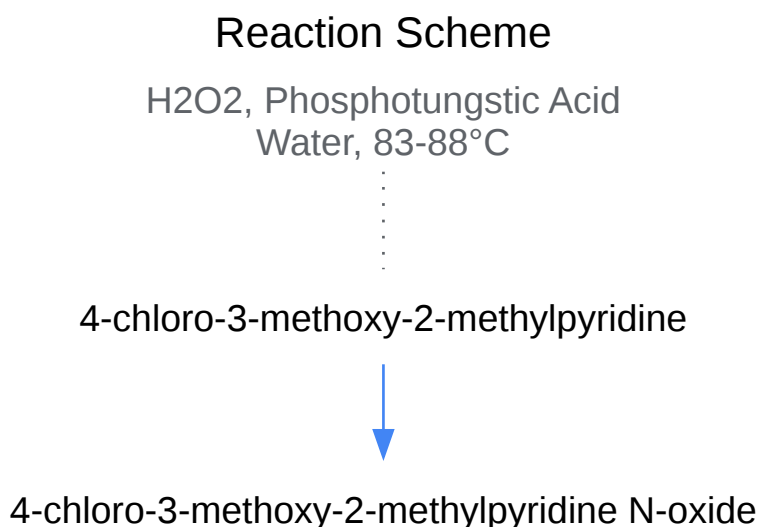 Reaction Scheme
H2O2, Phosphotungstic Acid
Water, 83-88°C
4-chloro-3-methoxy-2-methylpyridine
4-chloro-3-methoxy-2-methylpyridine N-oxide